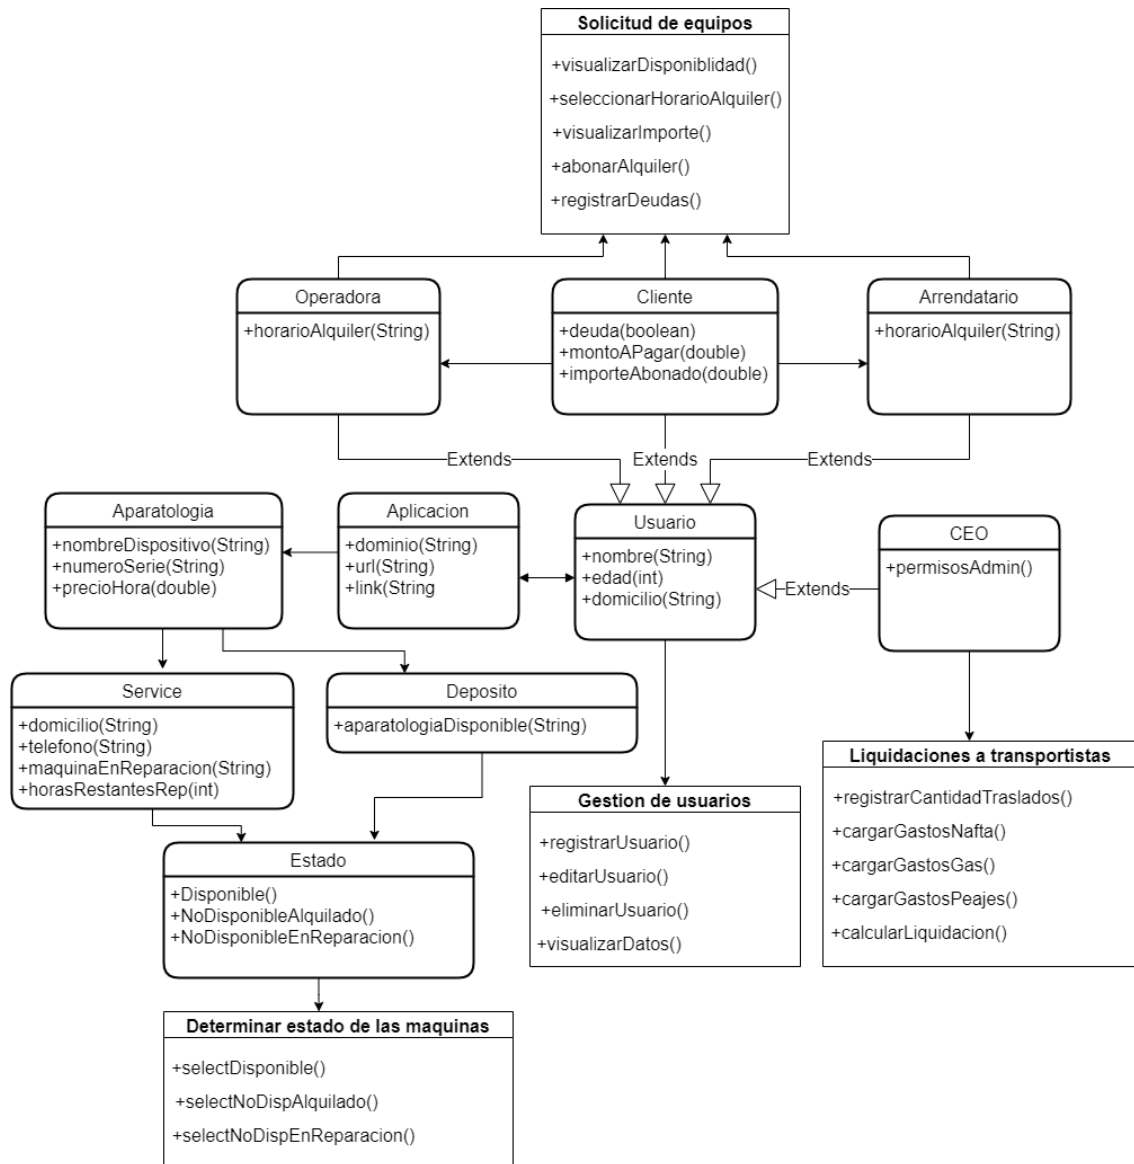 Solicitud de equipos
+visualizarDisponiblidad()
+seleccionarHorarioAlquiler()
+visualizarImporte()
+abonarAlquiler()
+registrarDeudas()
Operadora
+horarioAlquiler(String)
Cliente
+deuda(boolean)
+montoAPagar(double)
+importeAbonado(double)
Arrendatario
+horarioAlquiler(String)
Extends
Extends
Extends
Aparatologia
+nombreDispositivo(String)
+numeroSerie(String)
+precioHora(double)
Aplicacion
+dominio(String)
+url(String)
+link(String
Usuario
+nombre(String)
+edad(int)
+domicilio(String)
Extends
CEO
+permisosAdmin()
Service
+domicilio(String)
+telefono(String)
+maquinaEnReparacion(String)
+horasRestantesRep(int)
Deposito
+aparatologiaDisponible(String)
Gestion de usuarios
+registrarUsuario()
+editarUsuario()
+eliminarUsuario()
+visualizarDatos()
Liquidaciones a transportistas
+registrarCantidadTraslados()
+cargarGastosNafta()
+cargarGastosGas()
+cargarGastosPeajes()
+calcularLiquidacion()
Estado
+Disponible()
+NoDisponibleAlquilado()
+NoDisponibleEnReparacion()
Determinar estado de las maquinas
+selectDisponible()
+selectNoDispAlquilado()
+selectNoDispEnReparacion()